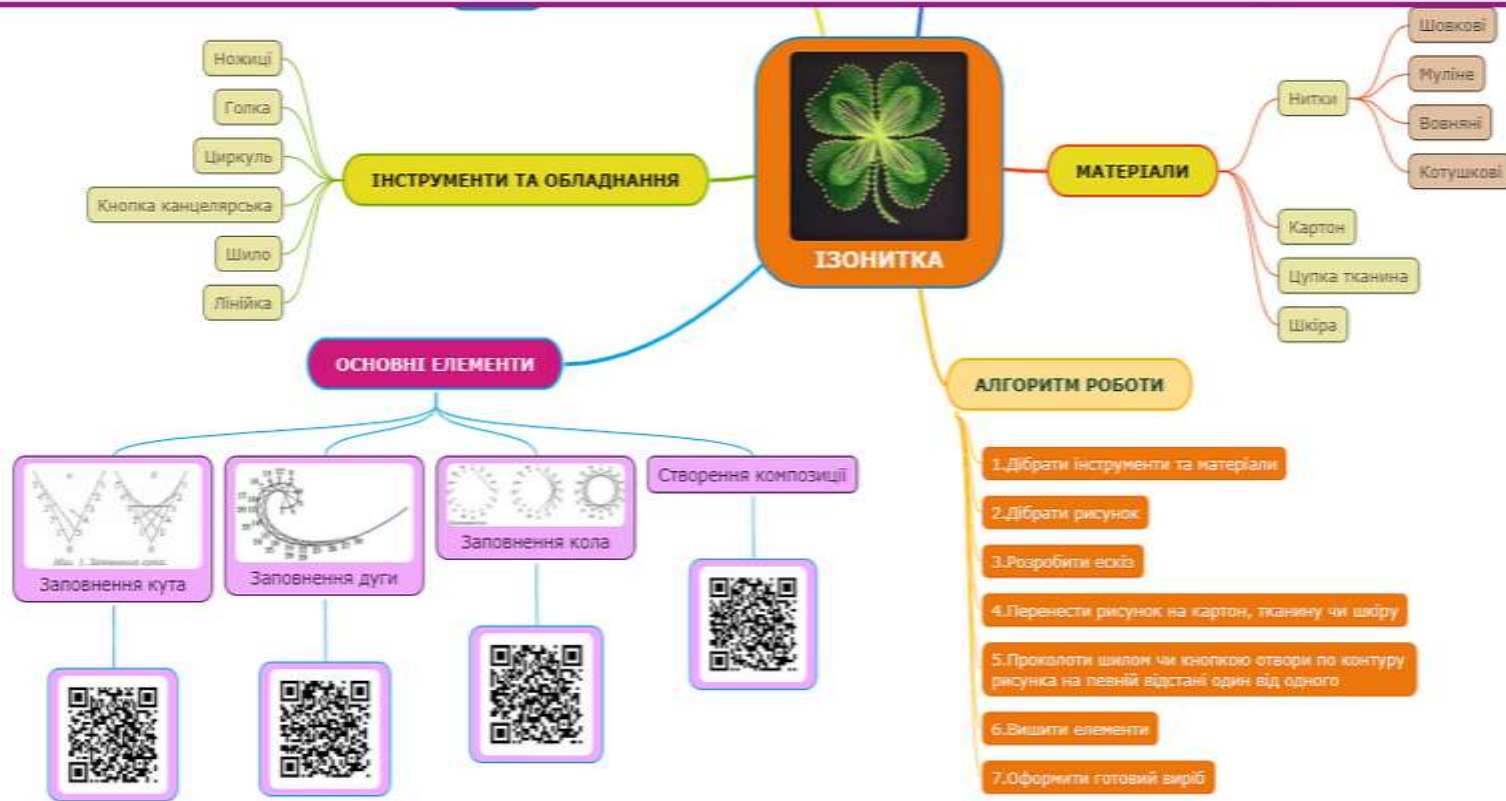 Ножиці
Голка
Циркуль
Кнопка канцелярська
Шило
Лінійка
ІНСТРУМЕНТИ ТА ОБЛАДНАННЯ
ІЗОНИТКА
МАТЕРІАЛИ
Нитки
Шовкові
Муліне
Вовняні
Котушкові
Картон
Цупка тканина
Шкіра
ОСНОВНІ ЕЛЕМЕНТИ
Заповнення кута
Заповнення дуги
Заповнення кола
Створення композиції
АЛГОРИТМ РОБОТИ
1.Дібрати інструменти та матеріали
2.Дібрати рисунок
3.Розробити ескіз
4.Перенести рисунок на картон, тканину чи шкіру
5.Проколоти шилом чи кнопкою отвори по контуру
рисунка на певній відстані один від одного
6.Вишити елементи
7.Оформити готовий виріб